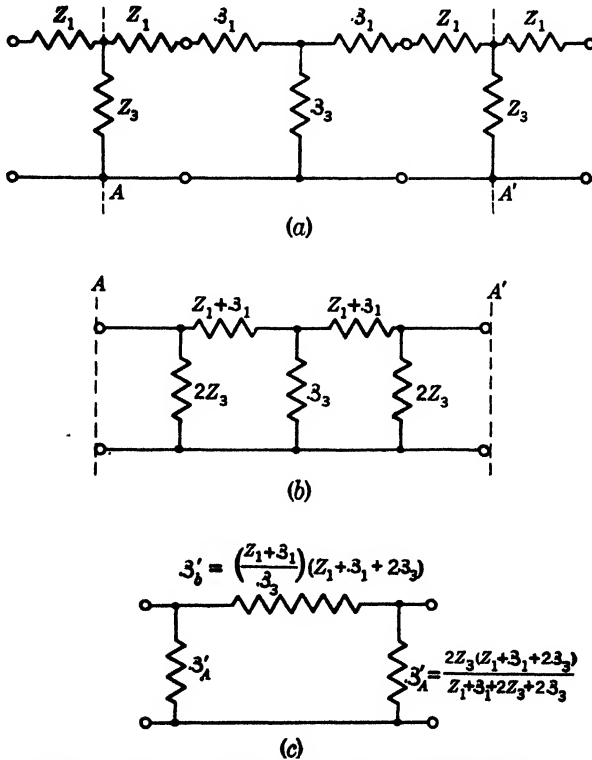 Z₁ Z₁ ℨ₁ ℨ₁ Z₁ Z₁
Z₃ ℨ₃ Z₃
A A′
(a)
A A′
Z₁+ℨ₁ Z₁+ℨ₁
2Z₃ ℨ₃ 2Z₃
(b)
ℨ′b = ((Z₁+ℨ₁)/ℨ₃)(Z₁+ℨ₁+2ℨ₃)
ℨ′A ℨ′A = 2Z₃(Z₁+ℨ₁+2ℨ₃)/(Z₁+ℨ₁+2Z₃+2ℨ₃)
(c)